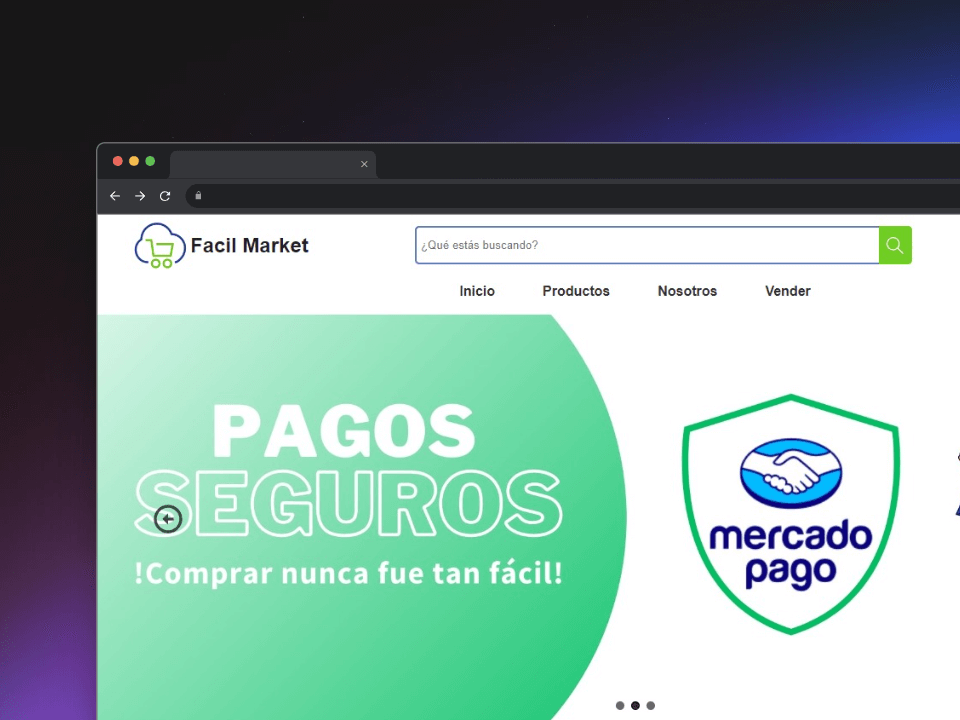 Facil Market
¿Qué estás buscando?
Inicio Productos Nosotros Vender
PAGOS
SEGUROS
!Comprar nunca fue tan fácil!
mercado
pago